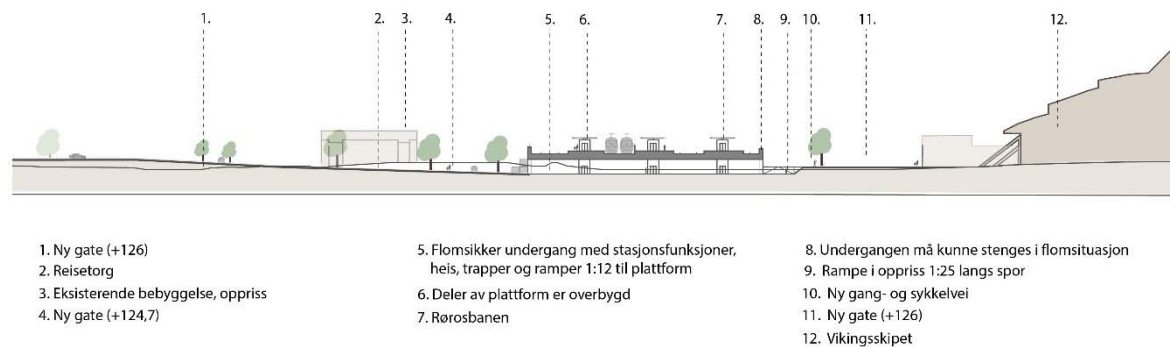 1.
2.
3.
4.
5.
6.
7.
8.
9.
10.
11.
12.
1. Ny gate (+126)
2. Reisetorg
3. Eksisterende bebyggelse, oppriss
4. Ny gate (+124,7)
5. Flomsikker undergang med stasjonsfunksjoner,
heis, trapper og ramper 1:12 til plattform
6. Deler av plattform er overbygd
7. Rørosbanen
8. Undergangen må kunne stenges i flomsituasjon
9. Rampe i oppriss 1:25 langs spor
10. Ny gang- og sykkelvei
11. Ny gate (+126)
12. Vikingsskipet